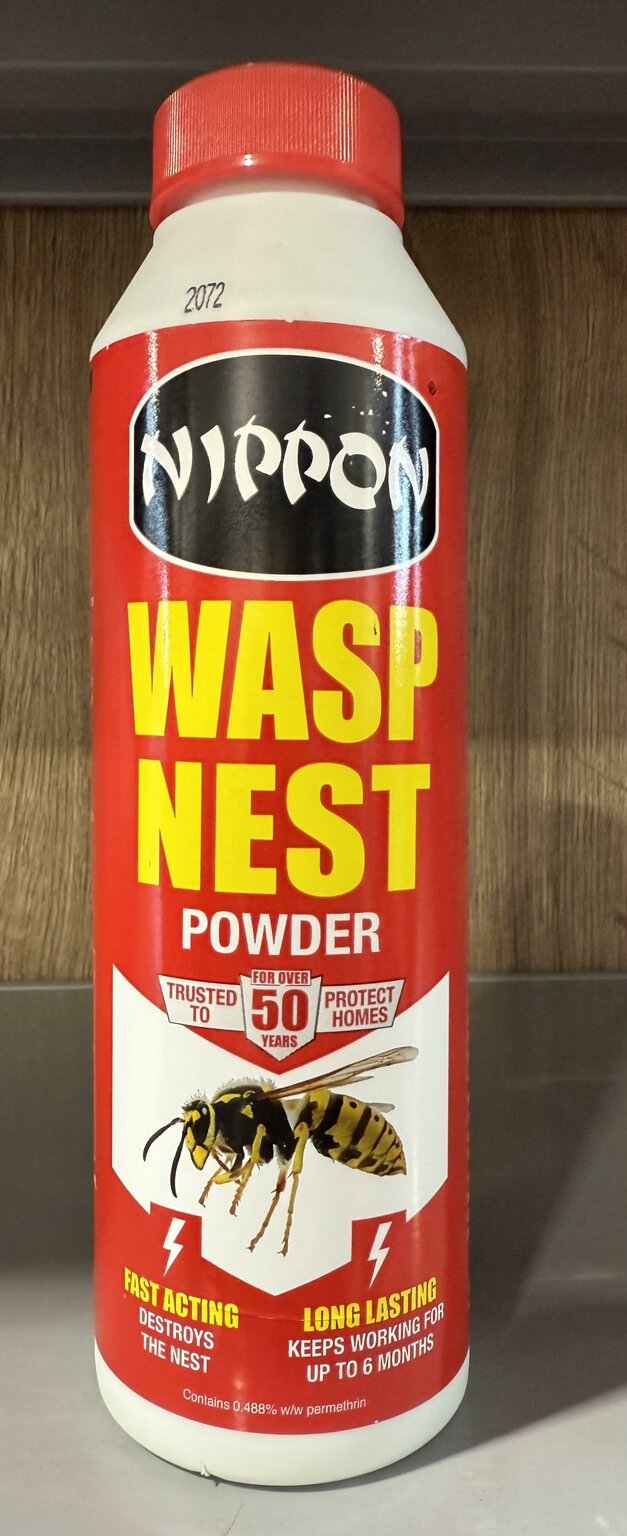 2072
®
NIPPON
WASP
NEST
POWDER
TRUSTED
TO
FOR OVER
50
YEARS
PROTECT
HOMES
FAST ACTING
DESTROYS
THE NEST
LONG LASTING
KEEPS WORKING FOR
UP TO 6 MONTHS
Contains 0.488% w/w permethrin